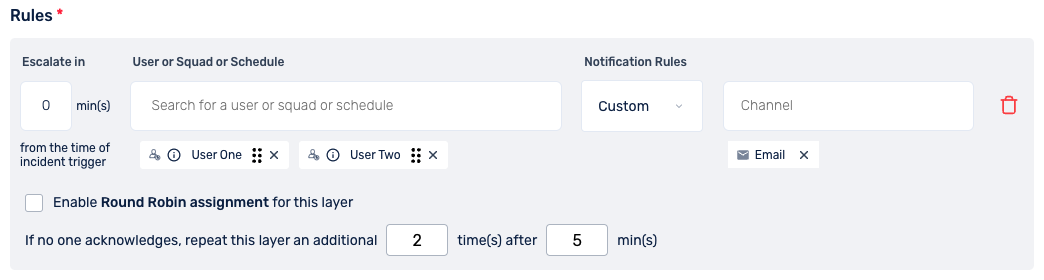 Rules *
Escalate in User or Squad or Schedule Notification Rules
0 min(s) Search for a user or squad or schedule Custom Channel
from the time of
incident trigger
User One User Two Email
Enable Round Robin assignment for this layer
If no one acknowledges, repeat this layer an additional 2 time(s) after 5 min(s)